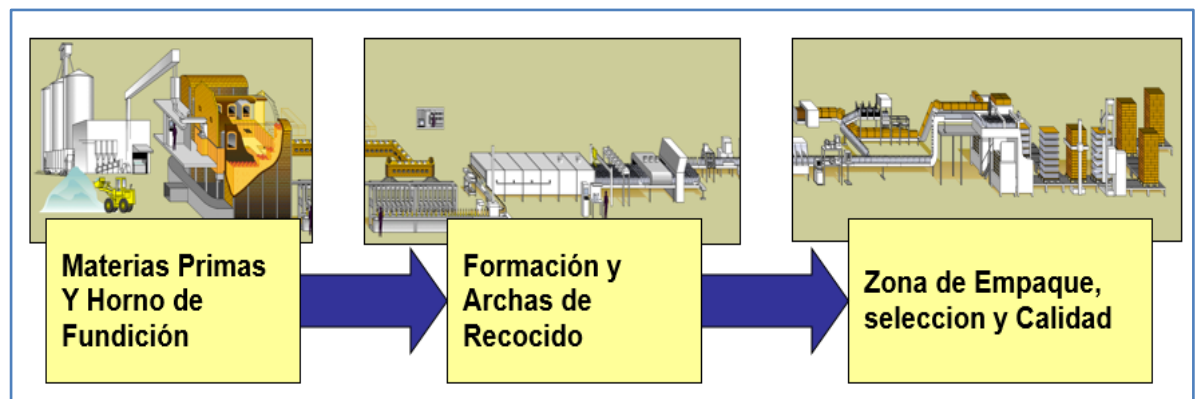 Materias Primas
Y Horno de
Fundición
Formación y
Archas de
Recocido
Zona de Empaque,
seleccion y Calidad